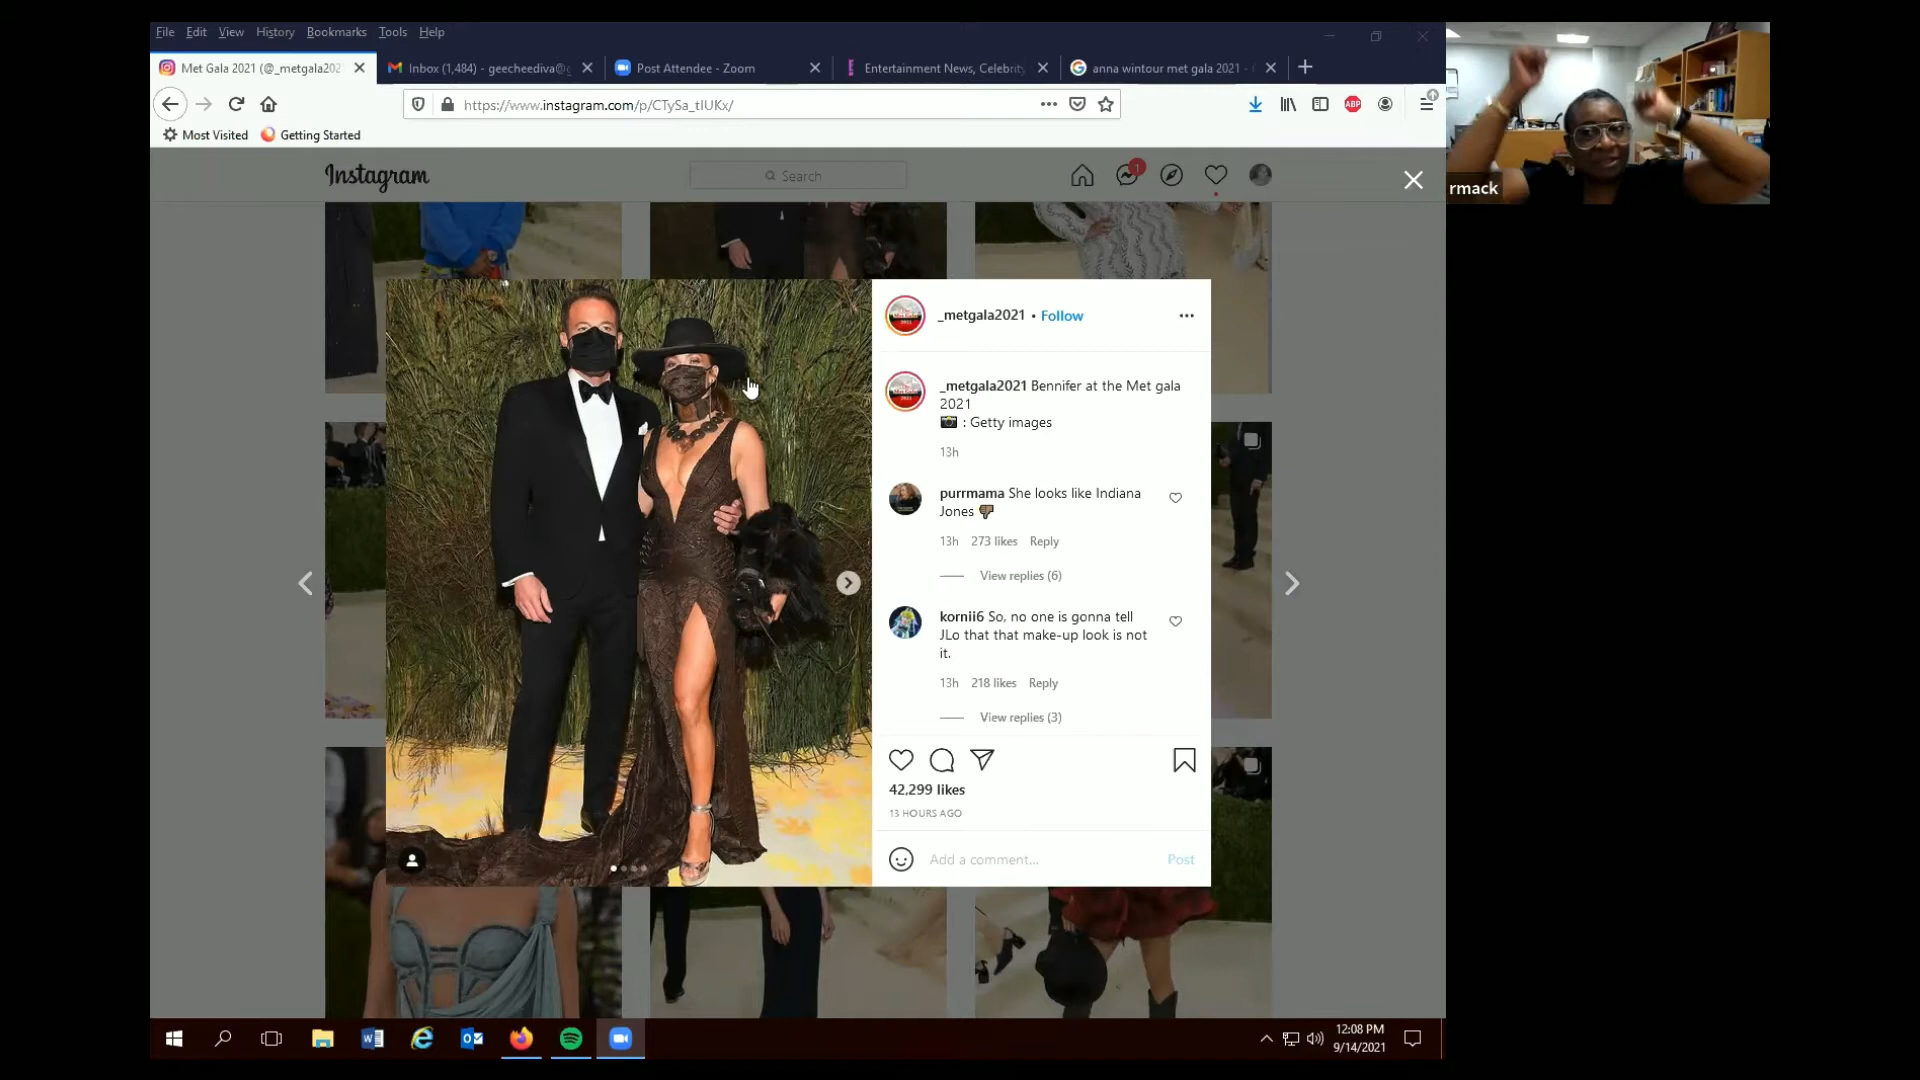 File Edit View History Bookmarks Tools Help
Met Gala 2021 (@_metgala202
Inbox (1,484) - geecheediva@g
Post Attendee - Zoom
Entertainment News, Celebrity
anna wintour met gala 2021 -
https://www.instagram.com/p/CTySa_tlUKx/
ABP
Most Visited Getting Started
Instagram
Search
1
rmack
_metgala2021 • Follow
_metgala2021 Bennifer at the Met gala
2021
: Getty images
13h
purrmama She looks like Indiana
Jones
13h 273 likes Reply
View replies (6)
kornii6 So, no one is gonna tell
JLo that that make-up look is not
it.
13h 218 likes Reply
View replies (3)
42,299 likes
13 HOURS AGO
Add a comment... Post
12:08 PM
9/14/2021